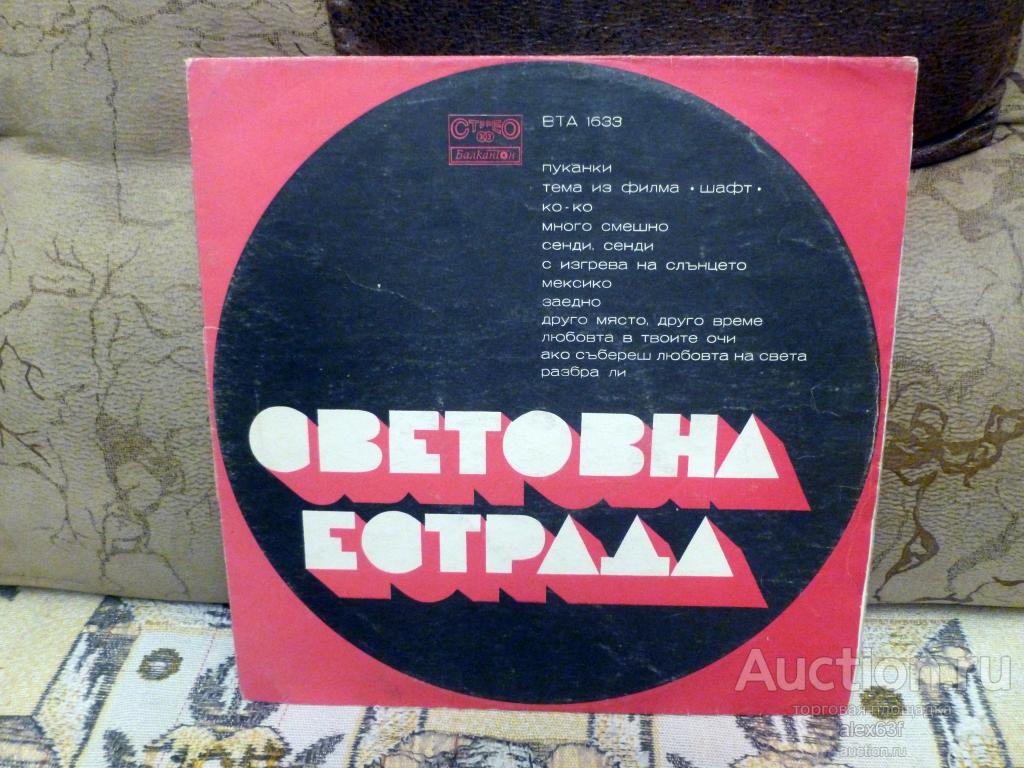 СТЕРЕО
33
Балкантон
ВТА 1633
пуканки
тема из филма •шафт•
ко-ко
много смешно
сенди, сенди
с изгрева на слънцето
мексико
заедно
друго място, друго време
любовта в твоите очи
ако събереш любовта на света
разбра ли
СВЕТОВНА
ЕСТРАДА
Auction.ru
торговая площадка
alex63f
auction.ru